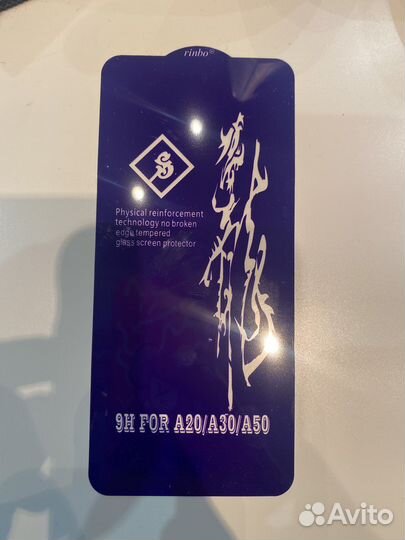 rinbo®
Physical reinforcement
technology no broken
edge tempered
glass screen protector
9H FOR A20/A30/A50
Avito